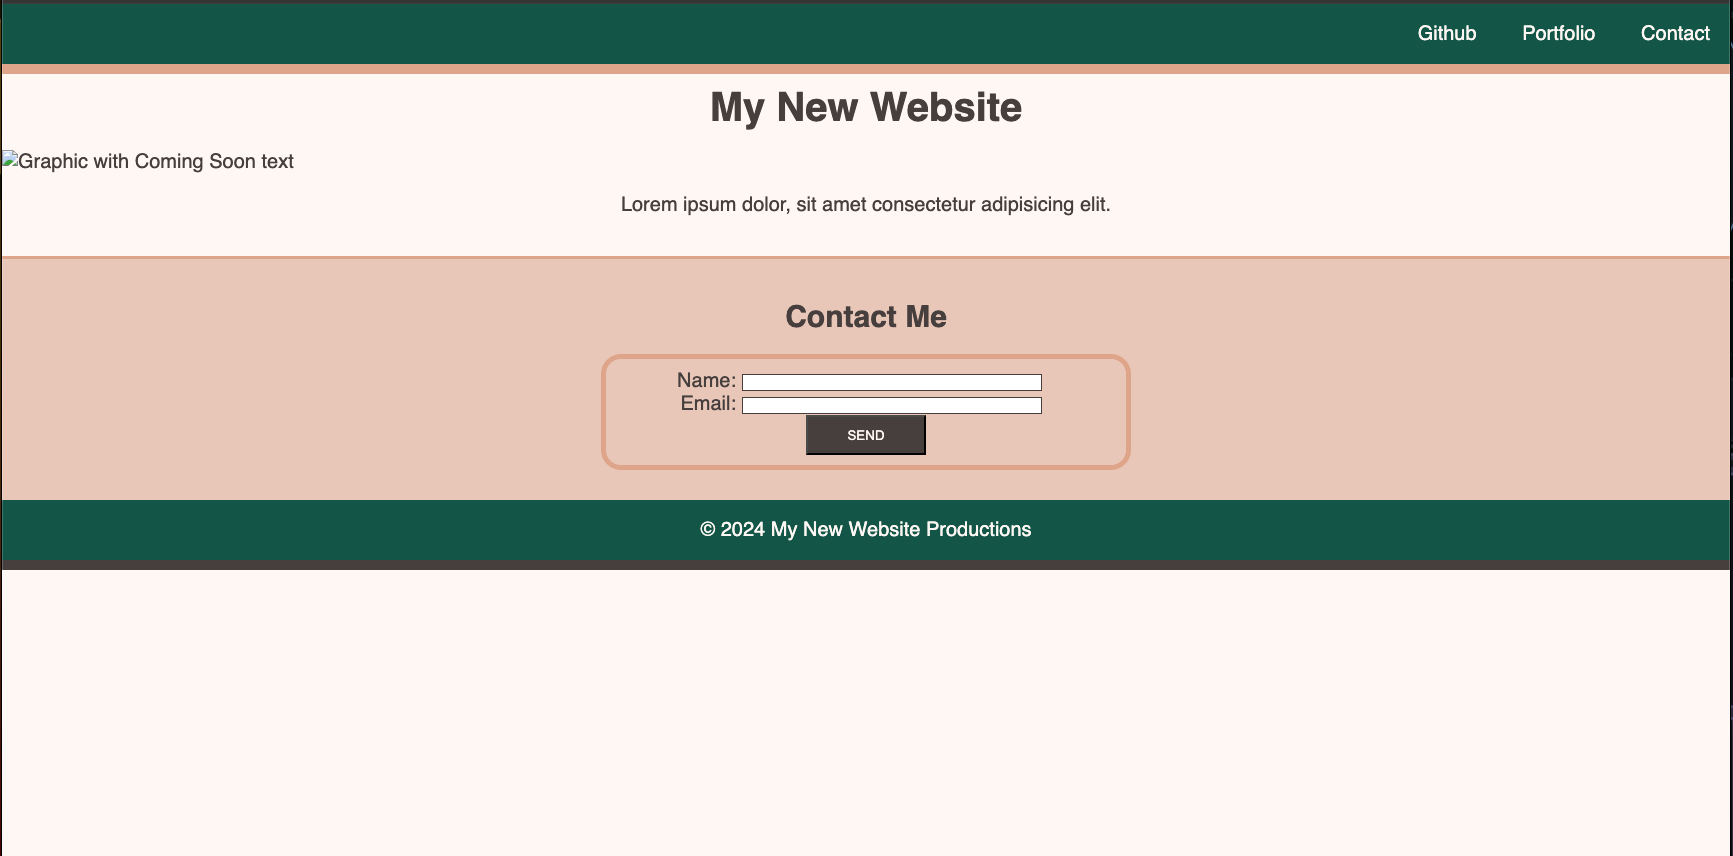 Github Portfolio Contact
My New Website
Graphic with Coming Soon text
Lorem ipsum dolor, sit amet consectetur adipisicing elit.
Contact Me
Name:
Email:
SEND
© 2024 My New Website Productions